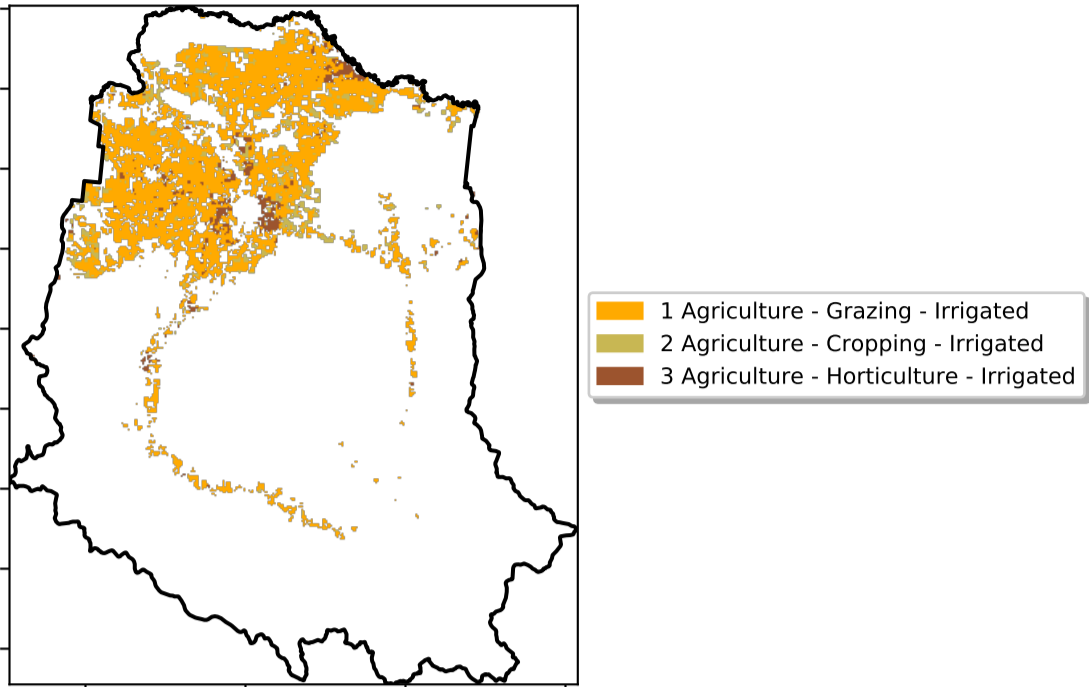 1 Agriculture - Grazing - Irrigated
2 Agriculture - Cropping - Irrigated
3 Agriculture - Horticulture - Irrigated